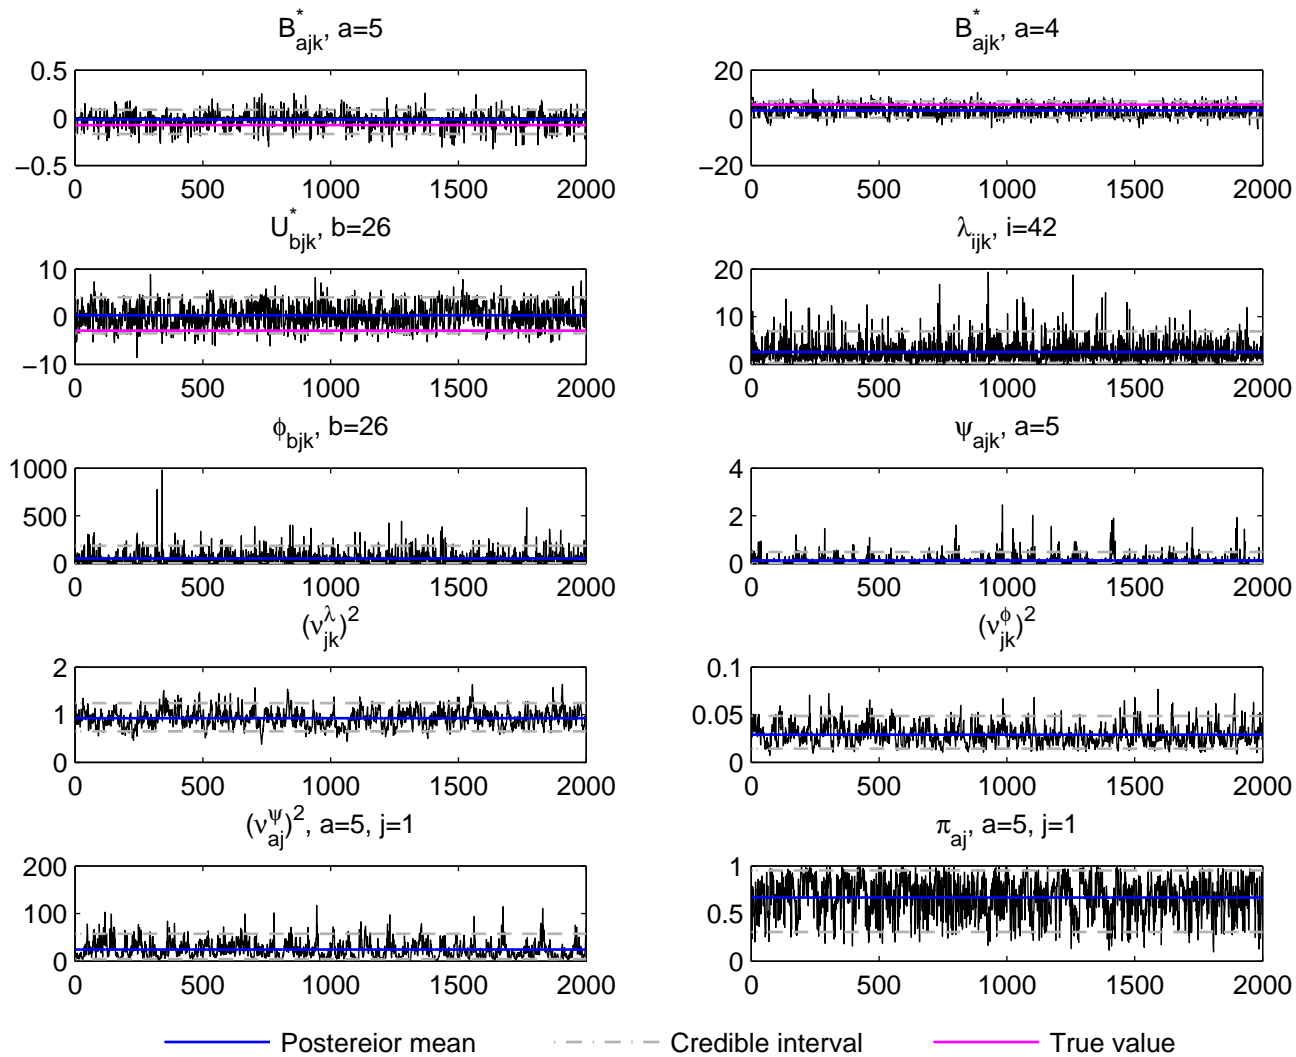 B*ajk, a=5
B*ajk, a=4
0.5
0
−0.5
0 500 1000 1500 2000
20
0
−20
0 500 1000 1500 2000
U*bjk, b=26
λijk, i=42
10
0
−10
0 500 1000 1500 2000
20
10
0
0 500 1000 1500 2000
ϕbjk, b=26
ψajk, a=5
1000
500
0
0 500 1000 1500 2000
4
2
0
0 500 1000 1500 2000
(νλjk)2
(νϕjk)2
2
1
0
0 500 1000 1500 2000
0.1
0.05
0
0 500 1000 1500 2000
(νψaj)2, a=5, j=1
πaj, a=5, j=1
200
100
0
0 500 1000 1500 2000
1
0.5
0
0 500 1000 1500 2000
Postereior mean Credible interval True value